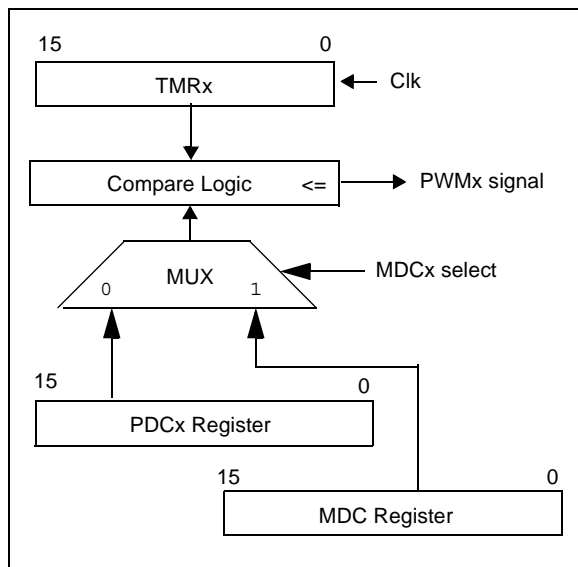 15 0
TMRx
Clk
Compare Logic <=
PWMx signal
MUX
0 1
MDCx select
15 0
PDCx Register
15 0
MDC Register